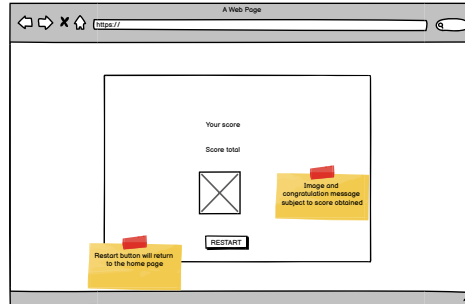 A Web Page
https://
Your score
Score total
Image and
congratulation message
subject to score obtained
RESTART
Restart button will return
to the home page